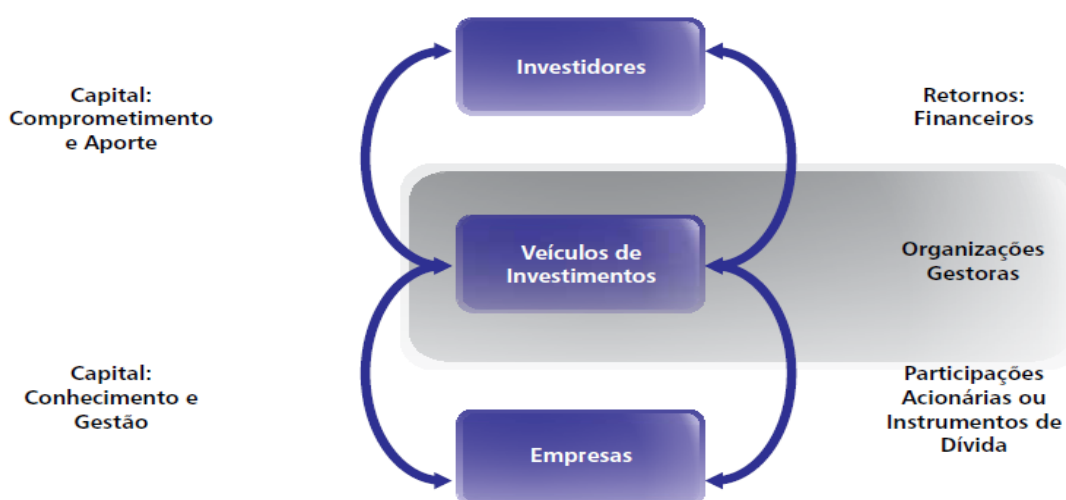 Investidores
Capital:
Comprometimento
e Aporte
Retornos:
Financeiros
Veículos de
Investimentos
Organizações
Gestoras
Capital:
Conhecimento e
Gestão
Empresas
Participações
Acionárias ou
Instrumentos de
Dívida